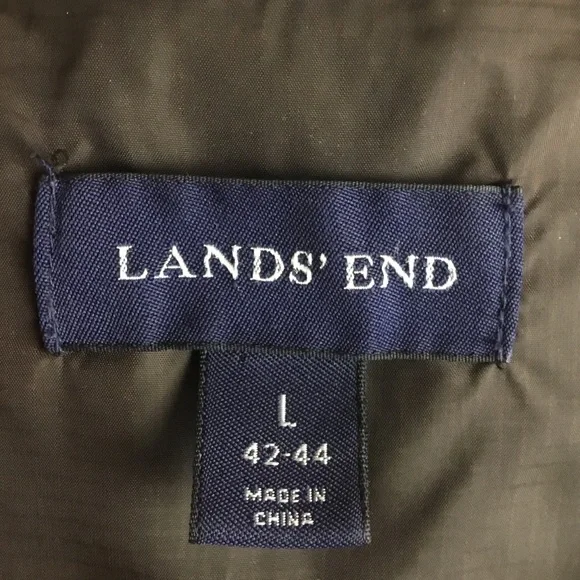 LANDS' END
L
42-44
MADE IN
CHINA